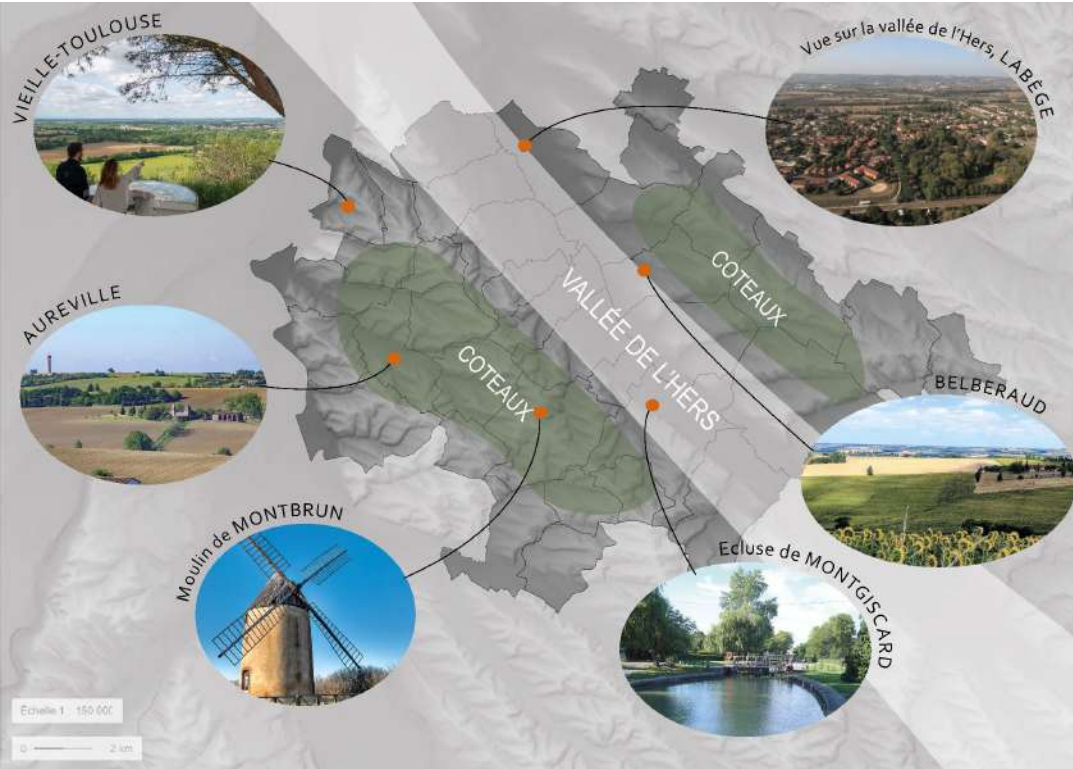 VIEILLE-TOULOUSE
Vue sur la vallée de l'Hers, LABÈGE
COTEAUX
VALLÉE DE L'HERS
AUREVILLE
COTEAUX
BELBERAUD
Moulin de MONTBRUN
Ecluse de MONTGISCARD
Échelle 1 : 150 000
0 2 km